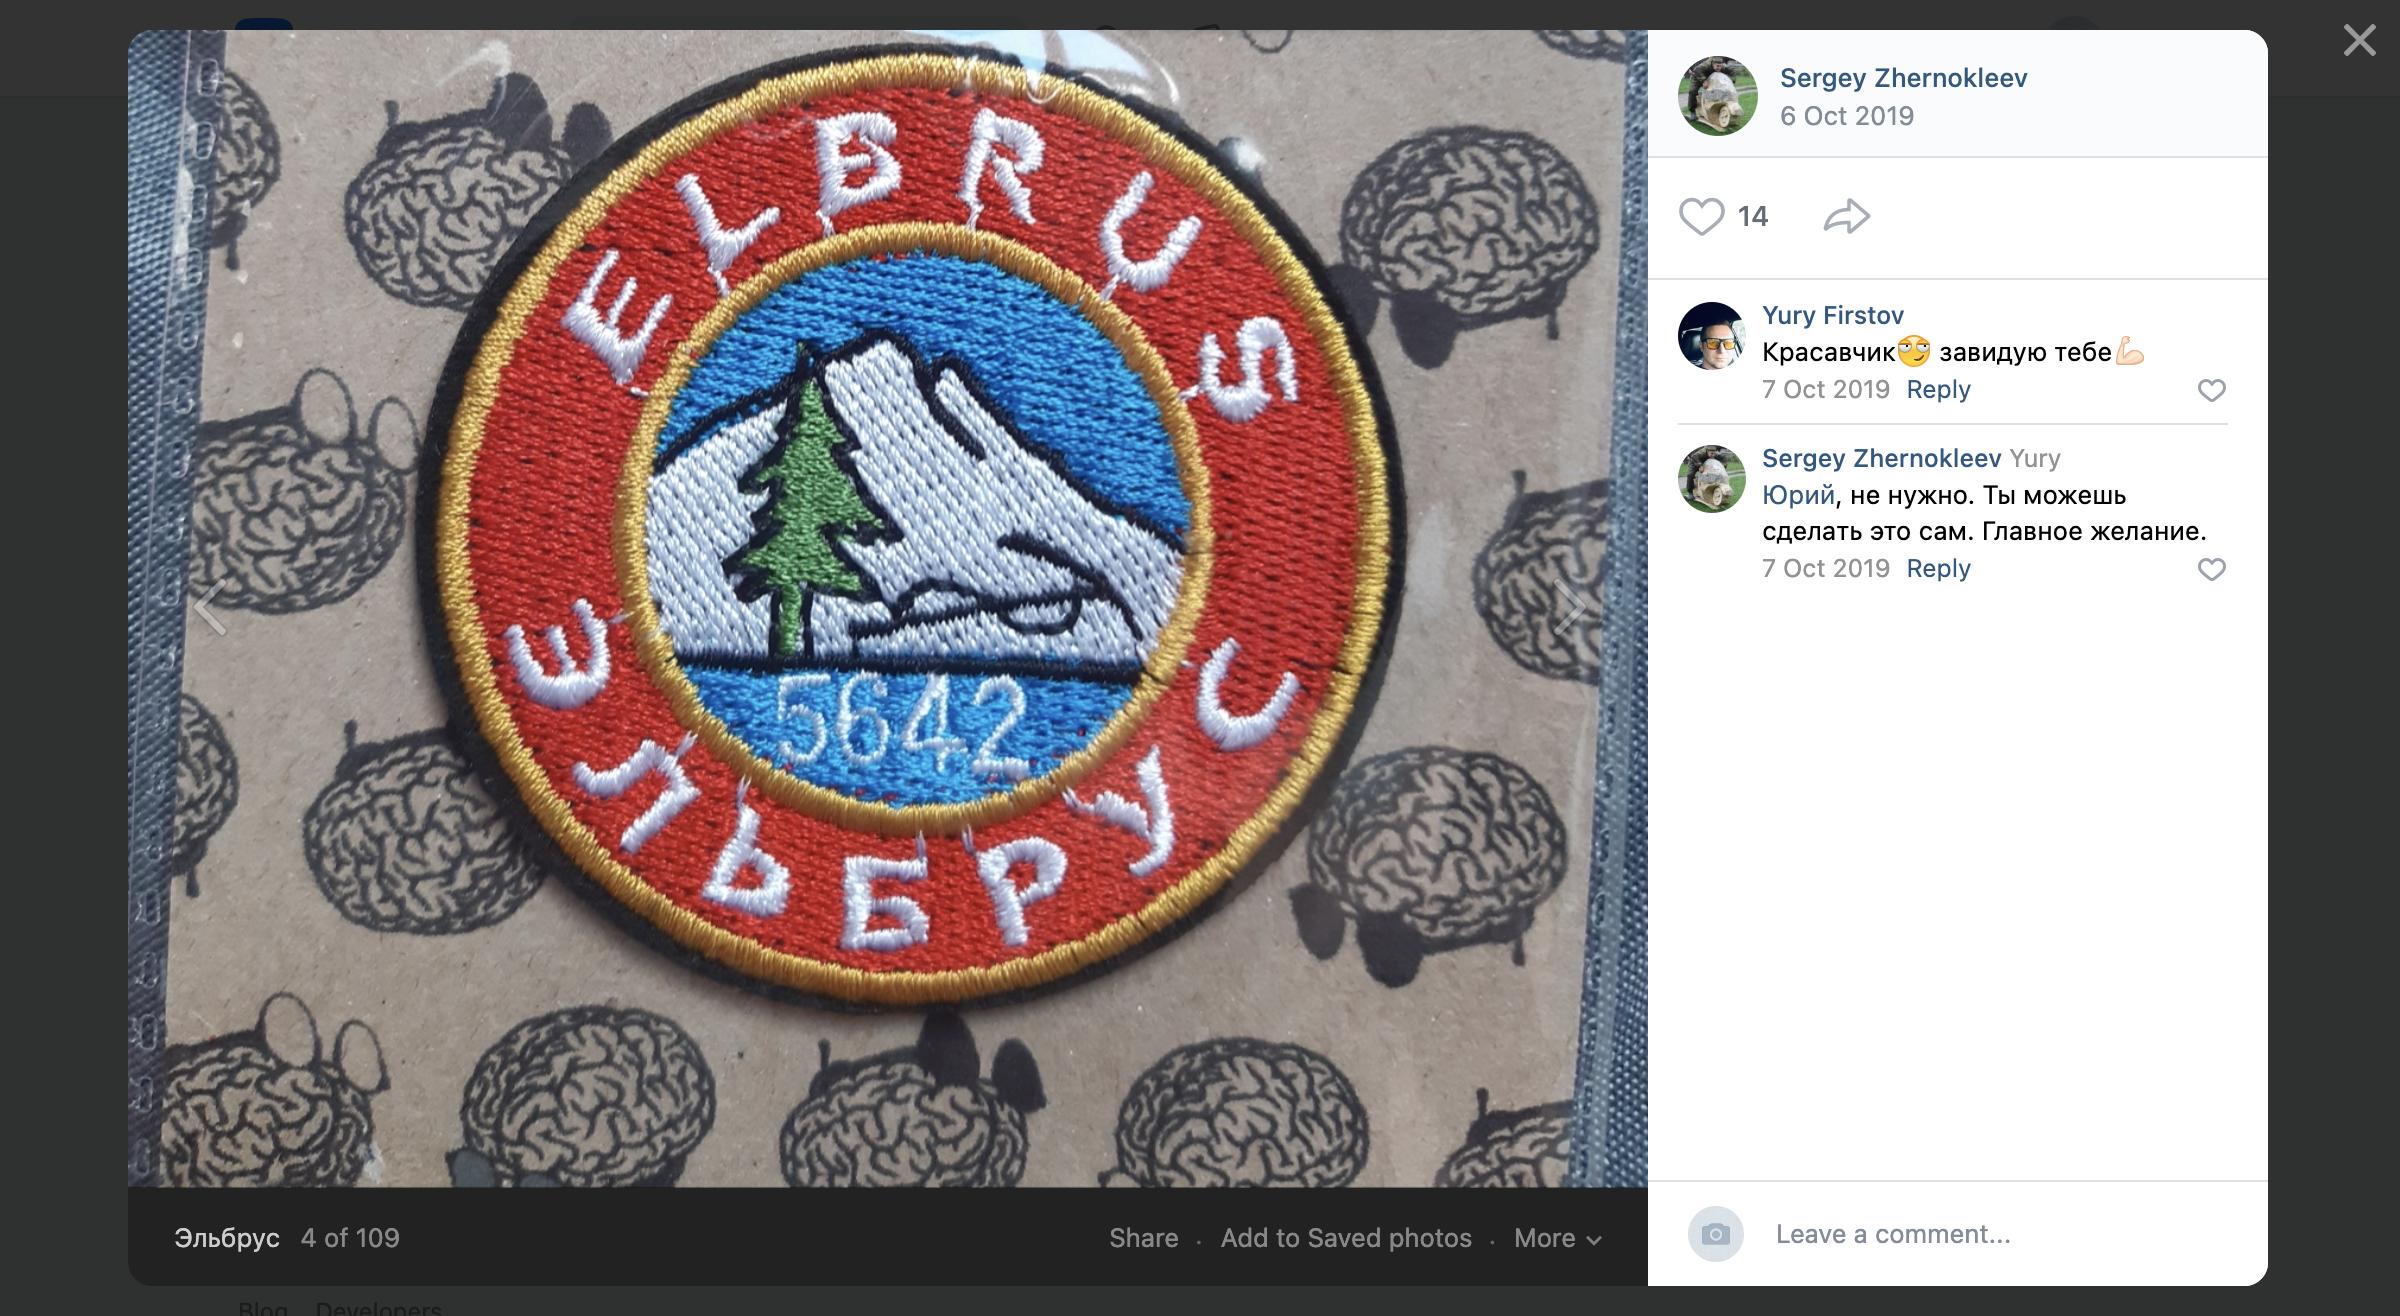 ELBRUS
5642
ЭЛЬБРУС
Эльбрус 4 of 109
Share · Add to Saved photos · More
Sergey Zhernokleev
6 Oct 2019
14
Yury Firstov
Красавчик🙄 завидую тебе💪🏻
7 Oct 2019 Reply
Sergey Zhernokleev Yury
Юрий, не нужно. Ты можешь
сделать это сам. Главное желание.
7 Oct 2019 Reply
Leave a comment...
Blog Developers